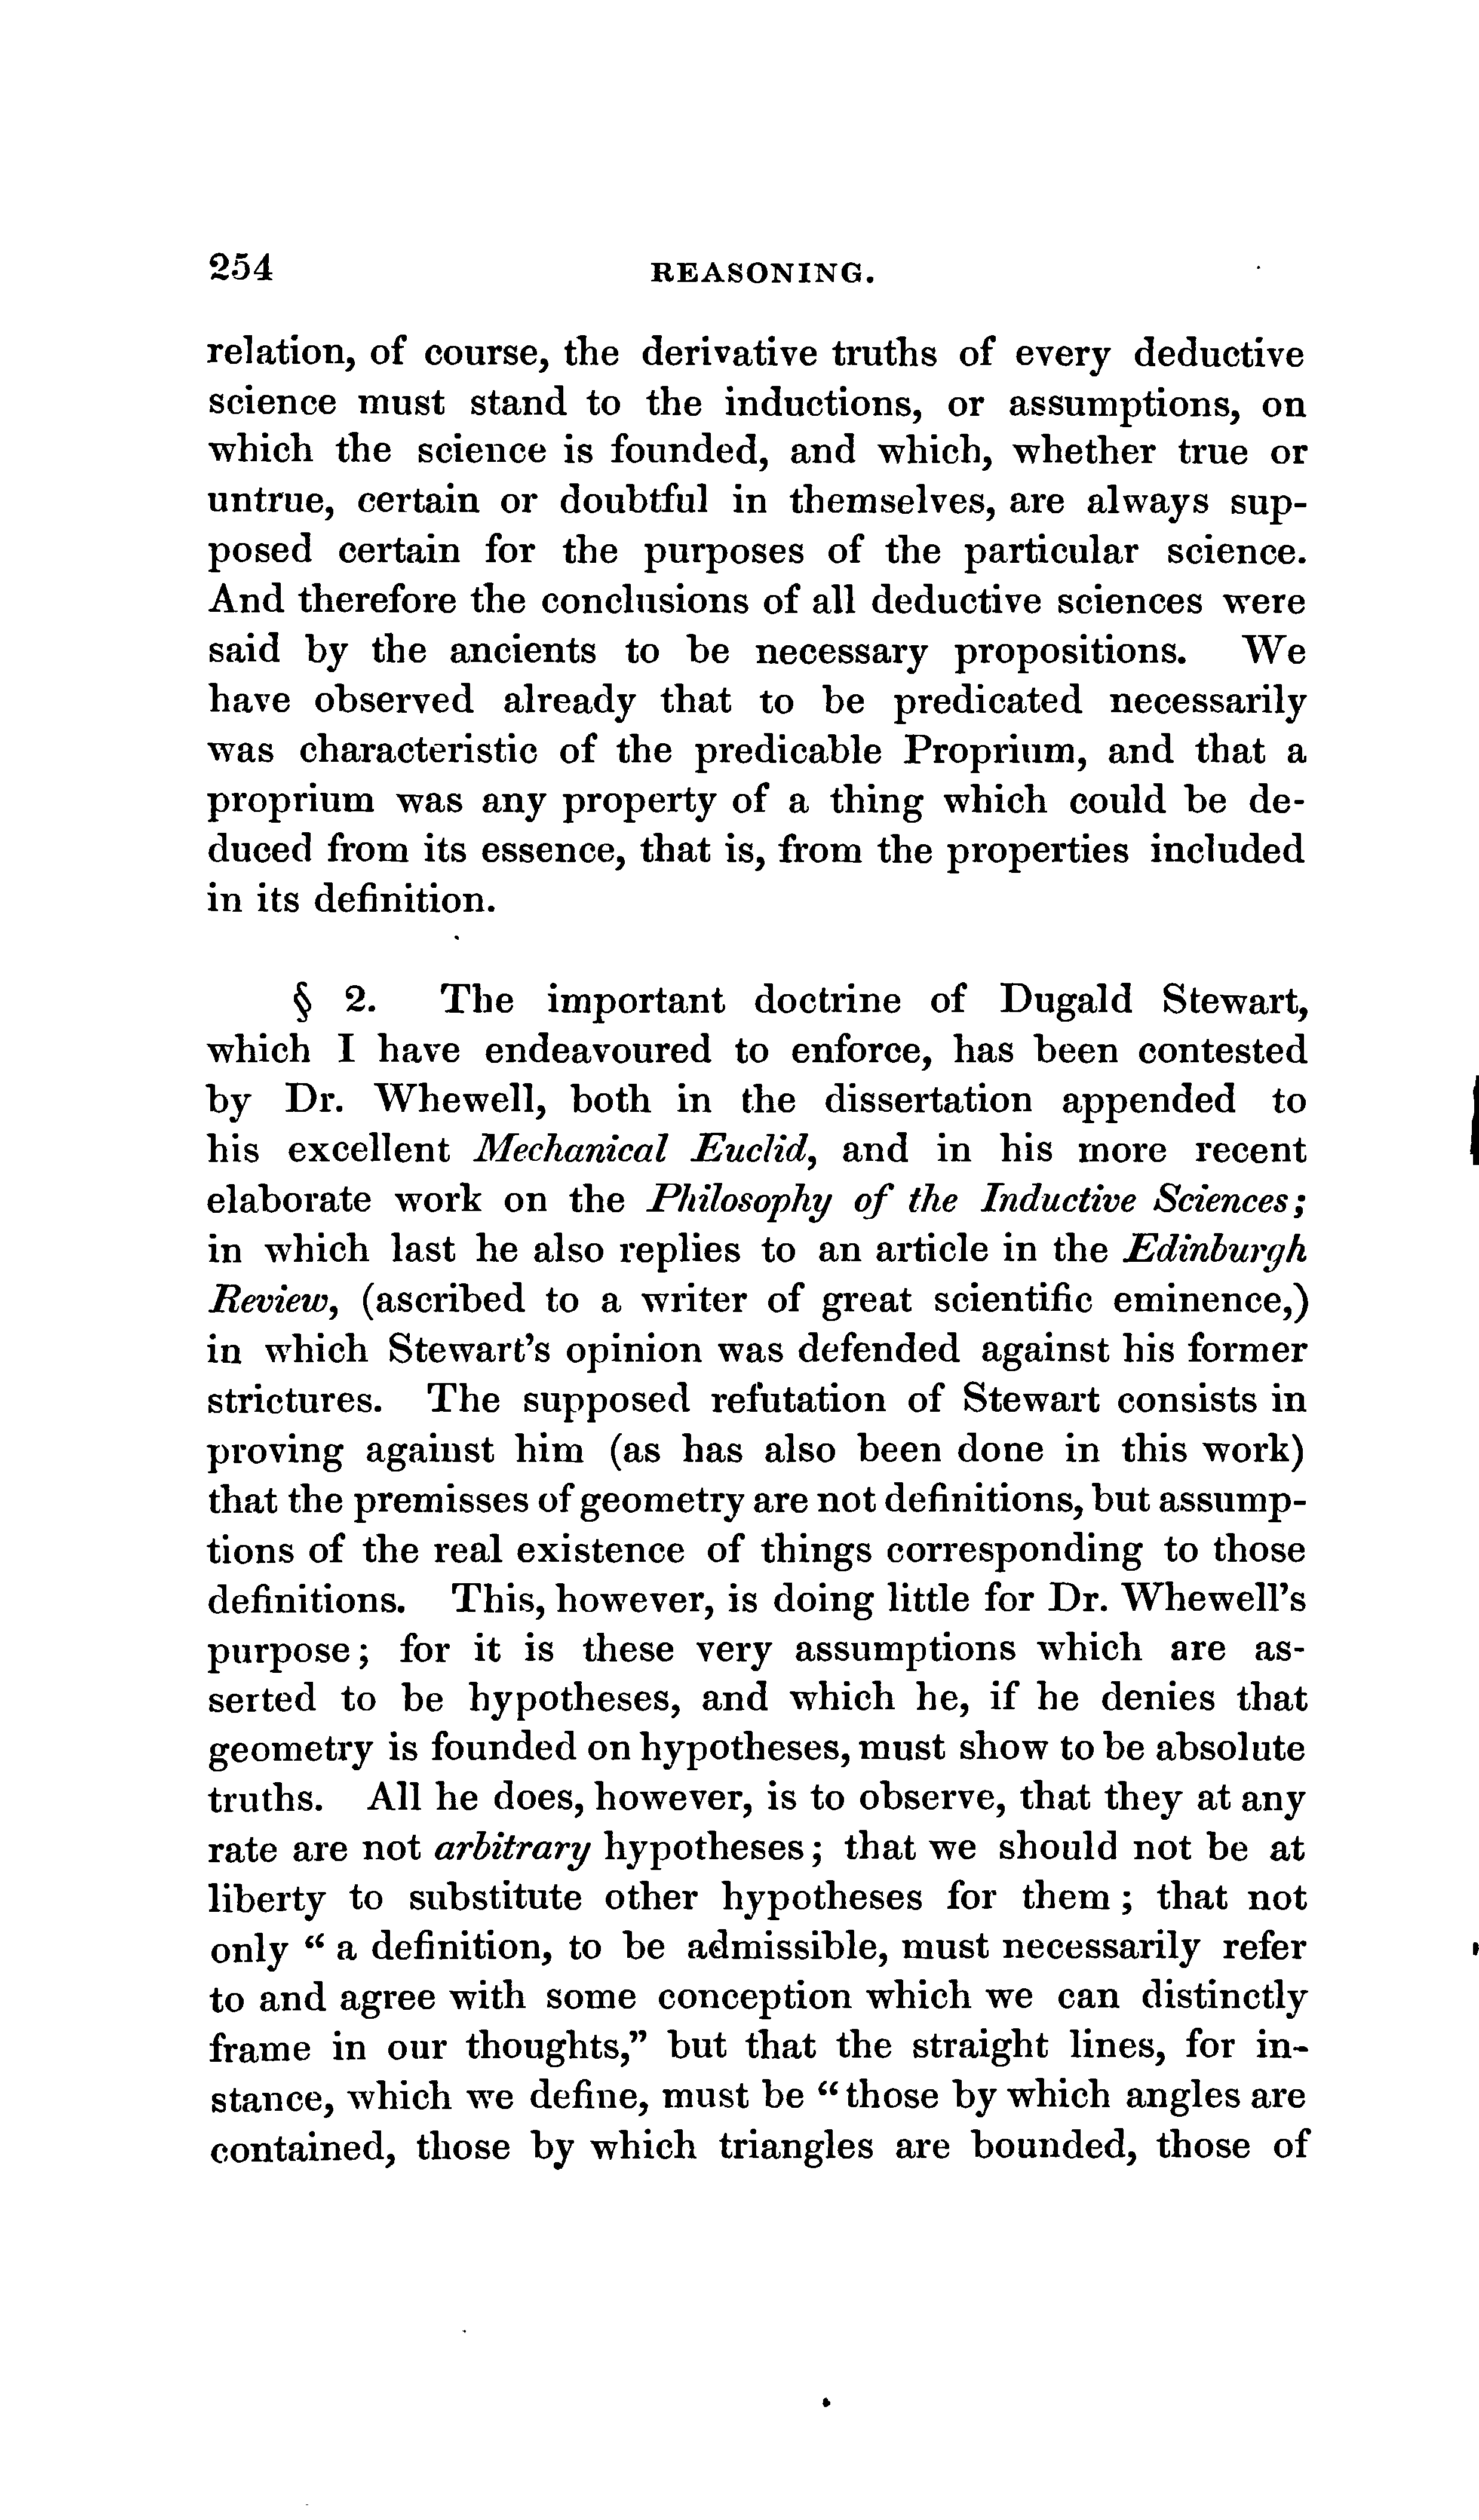 254 REASONING.
relation, of course, the derivative truths of every deductive
science must stand to the inductions, or assumptions, on
which the science is founded, and which, whether true or
untrue, certain or doubtful in themselves, are always sup-
posed certain for the purposes of the particular science.
And therefore the conclusions of all deductive sciences were
said by the ancients to be necessary propositions. We
have observed already that to be predicated necessarily
was characteristic of the predicable Proprium, and that a
proprium was any property of a thing which could be de-
duced from its essence, that is, from the properties included
in its definition.
§ 2. The important doctrine of Dugald Stewart,
which I have endeavoured to enforce, has been contested
by Dr. Whewell, both in the dissertation appended to
his excellent Mechanical Euclid, and in his more recent
elaborate work on the Philosophy of the Inductive Sciences;
in which last he also replies to an article in the Edinburgh
Review, (ascribed to a writer of great scientific eminence,)
in which Stewart's opinion was defended against his former
strictures. The supposed refutation of Stewart consists in
proving against him (as has also been done in this work)
that the premisses of geometry are not definitions, but assump-
tions of the real existence of things corresponding to those
definitions. This, however, is doing little for Dr. Whewell's
purpose; for it is these very assumptions which are as-
serted to be hypotheses, and which he, if he denies that
geometry is founded on hypotheses, must show to be absolute
truths. All he does, however, is to observe, that they at any
rate are not arbitrary hypotheses; that we should not be at
liberty to substitute other hypotheses for them; that not
only “a definition, to be admissible, must necessarily refer
to and agree with some conception which we can distinctly
frame in our thoughts,” but that the straight lines, for in-
stance, which we define, must be “those by which angles are
contained, those by which triangles are bounded, those of